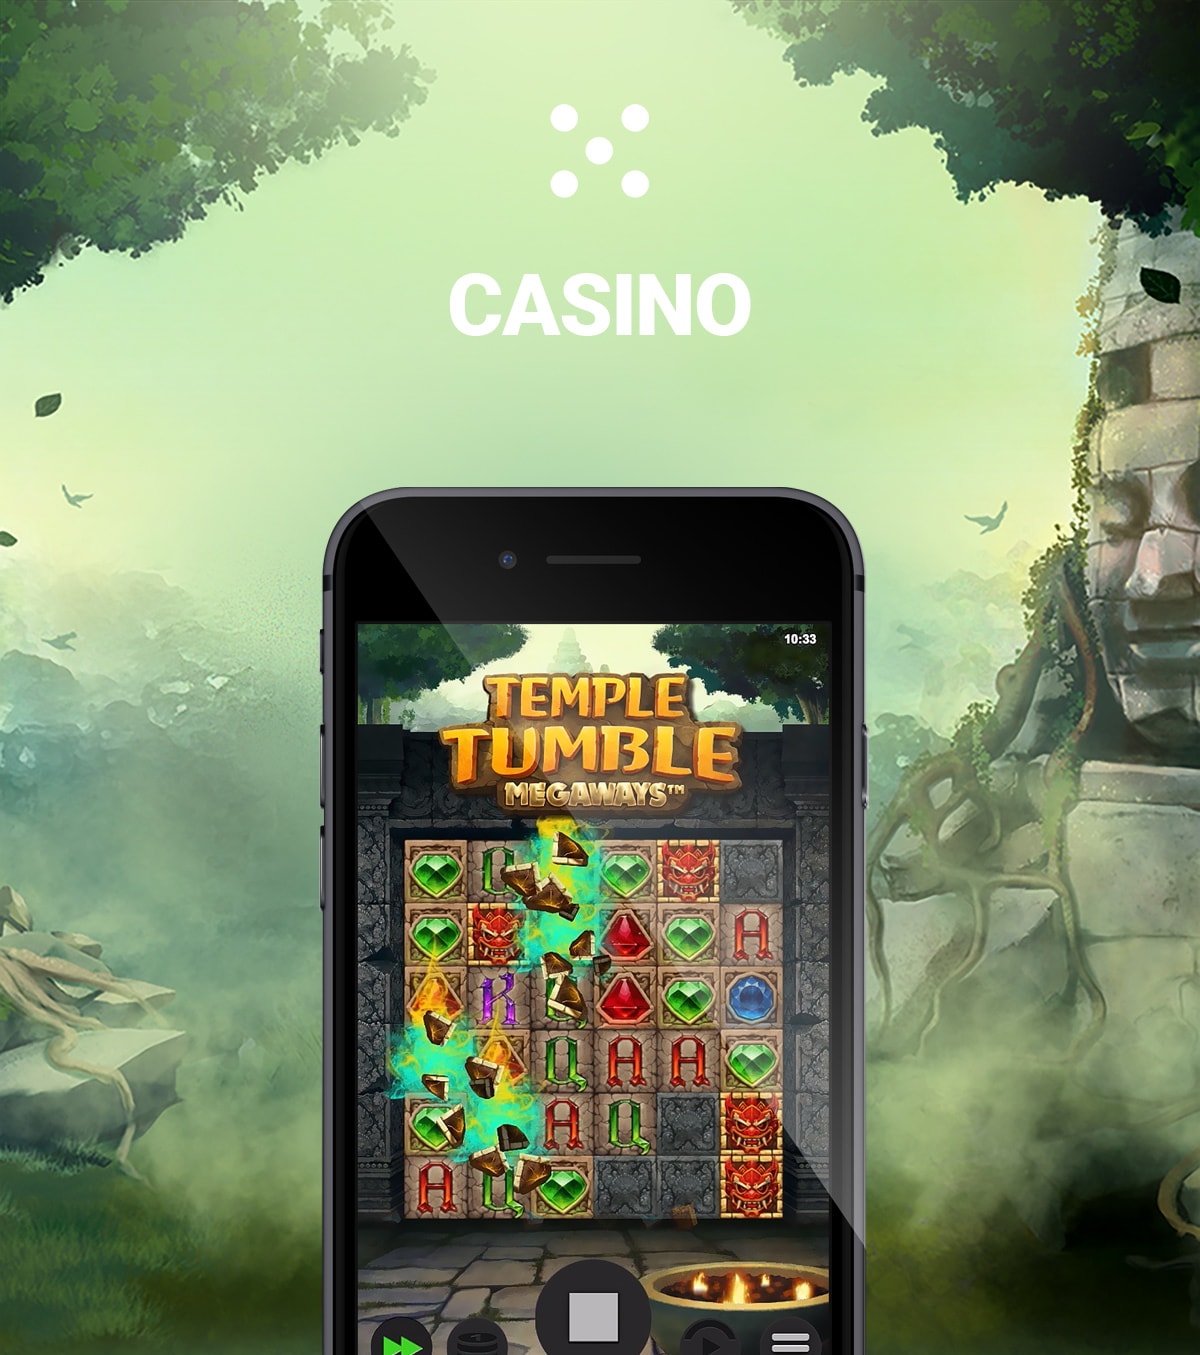 CASINO
10:33
TEMPLE
TUMBLE
MEGAWAYS™
Q
A
K
Q A A
A Q
A Q